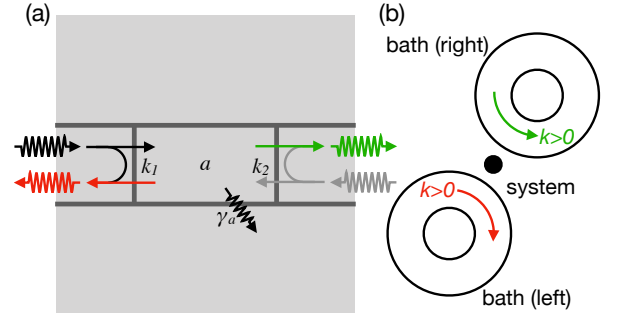 (a)
k1
a
k2
γa
(b)
bath (right)
k>0
system
k>0
bath (left)